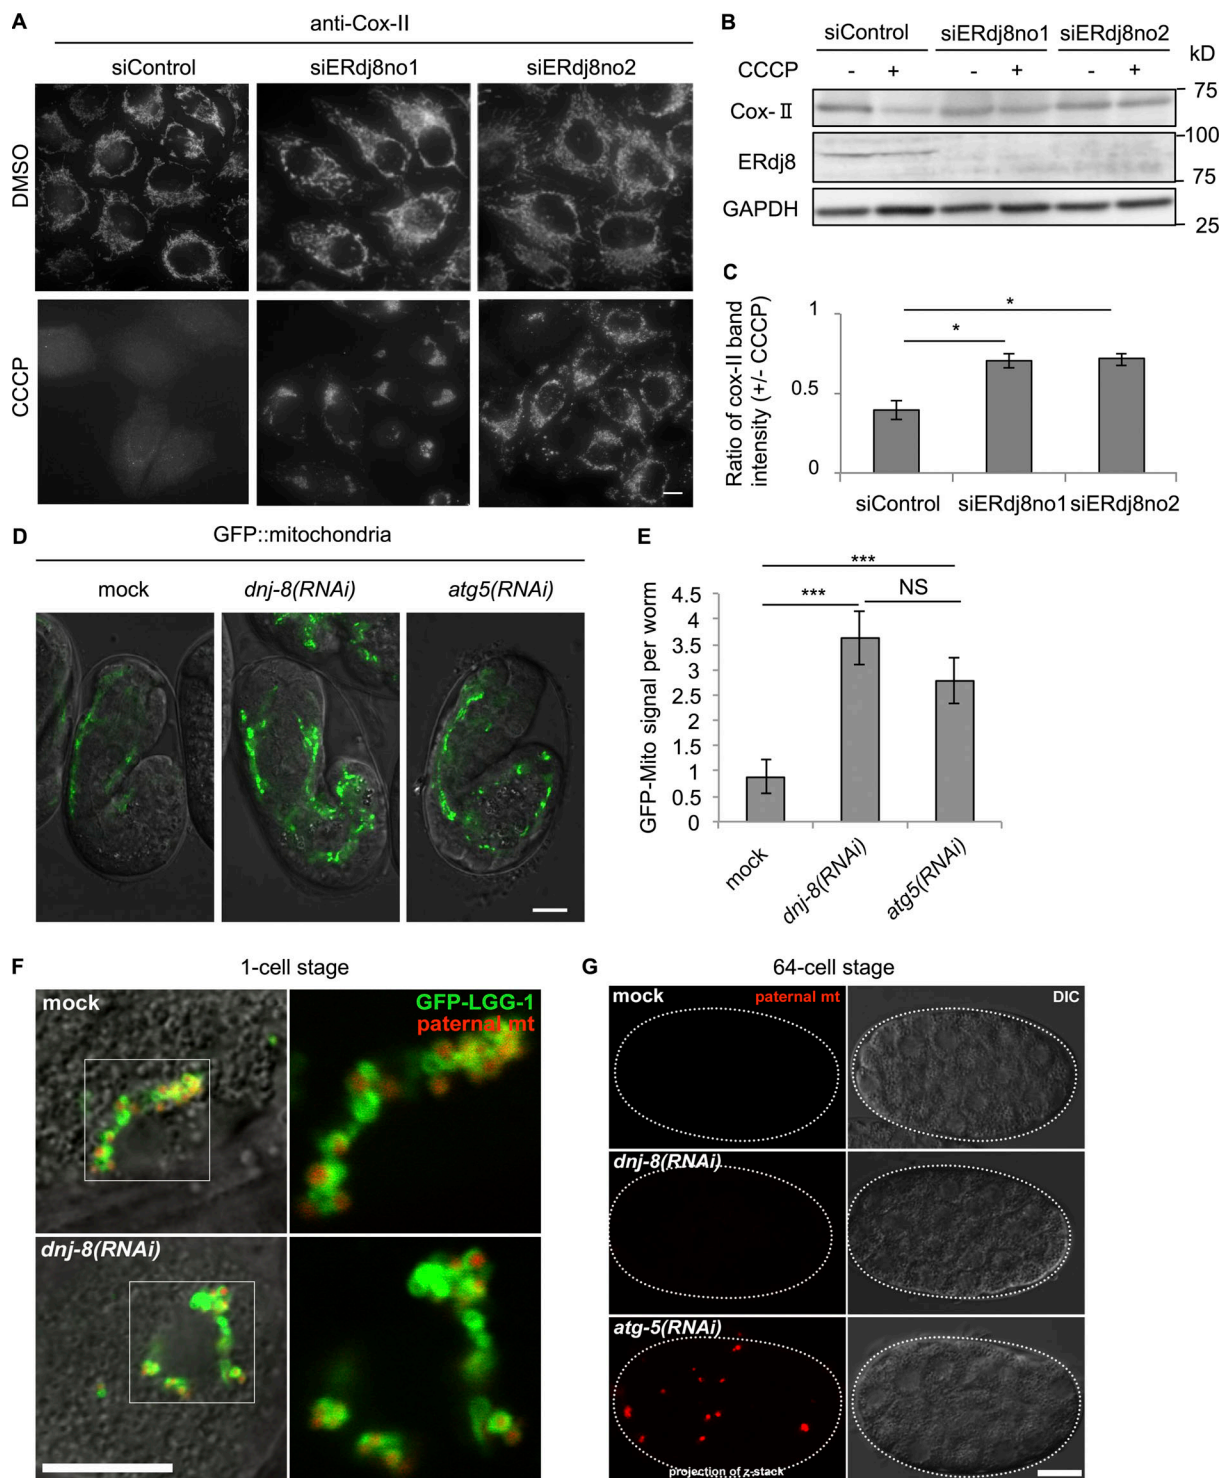 A
anti-Cox-II
siControl
siERdj8no1
siERdj8no2
DMSO
CCCP
B
siControl
siERdj8no1
siERdj8no2
kD
CCCP
- + - + - +
Cox-Ⅱ
75
ERdj8
100
75
GAPDH
25
C
Ratio of cox-II band
intensity (+/- CCCP)
1
0.5
0
*
*
siControl
siERdj8no1
siERdj8no2
D
GFP::mitochondria
mock
dnj-8(RNAi)
atg5(RNAi)
E
GFP-Mito signal per worm
4.5
4
3.5
3
2.5
2
1.5
1
0.5
0
***
***
NS
mock
dnj-8(RNAi)
atg5(RNAi)
F
1-cell stage
mock
GFP-LGG-1
paternal mt
dnj-8(RNAi)
G
64-cell stage
mock
paternal mt
DIC
dnj-8(RNAi)
atg-5(RNAi)
projection of z-stack